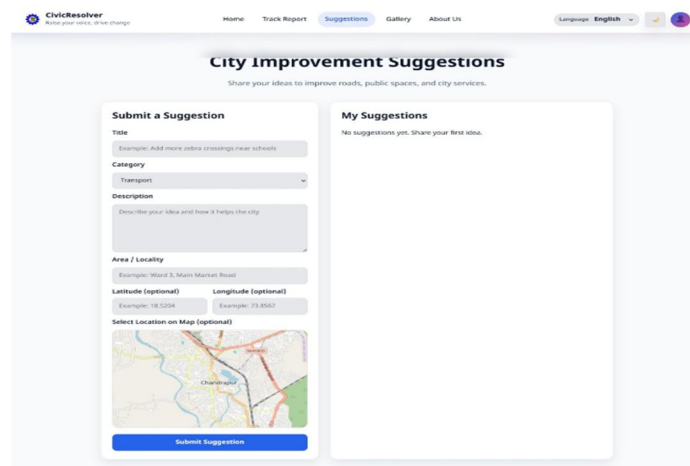 CivicResolver
Raise your voice, drive change
Home Track Report Suggestions Gallery About Us
Language English
City Improvement Suggestions
Share your ideas to improve roads, public spaces, and city services.
Submit a Suggestion
Title
Example: Add more zebra crossings near schools
Category
Transport
Description
Describe your idea and how it helps the city
Area / Locality
Example: Ward 3, Main Market Road
Latitude (optional) Longitude (optional)
Example: 18.5204 Example: 73.8567
Select Location on Map (optional)
Chandrapur
Submit Suggestion
My Suggestions
No suggestions yet. Share your first idea.